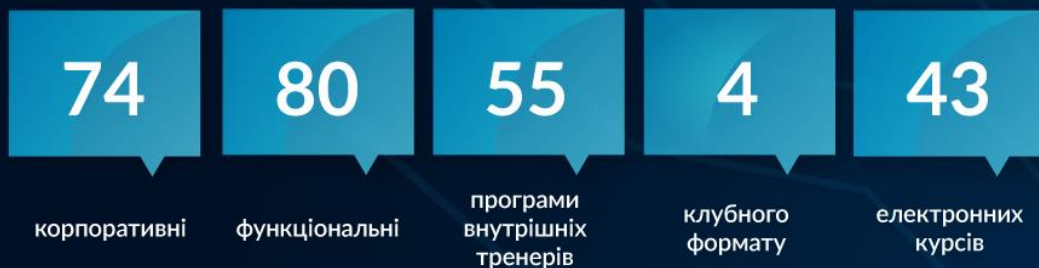 74
80
55
4
43
корпоративні
функціональні
програми
внутрішніх
тренерів
клубного
формату
електронних
курсів